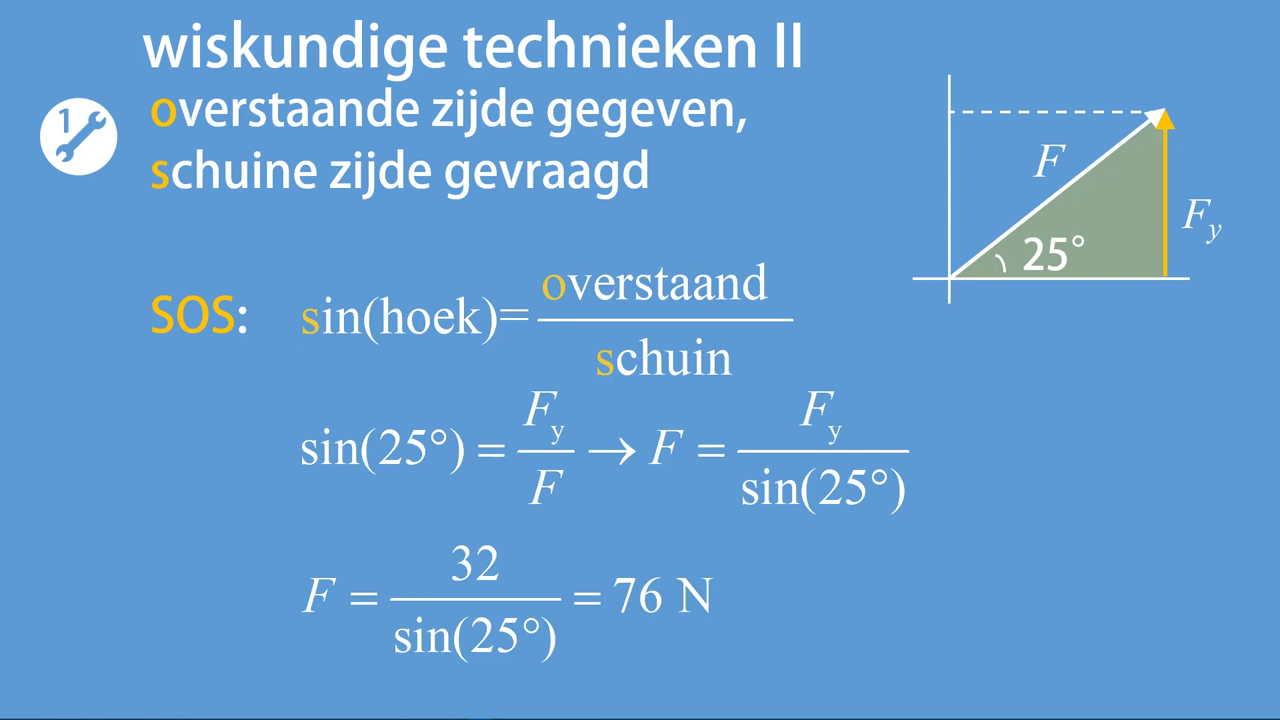 wiskundige technieken II
1
overstaande zijde gegeven,
schuine zijde gevraagd
F
F_y
25°
SOS: sin(hoek)=overstaand/schuin
sin(25°) = F_y/F → F = F_y/sin(25°)
F = 32/sin(25°) = 76 N